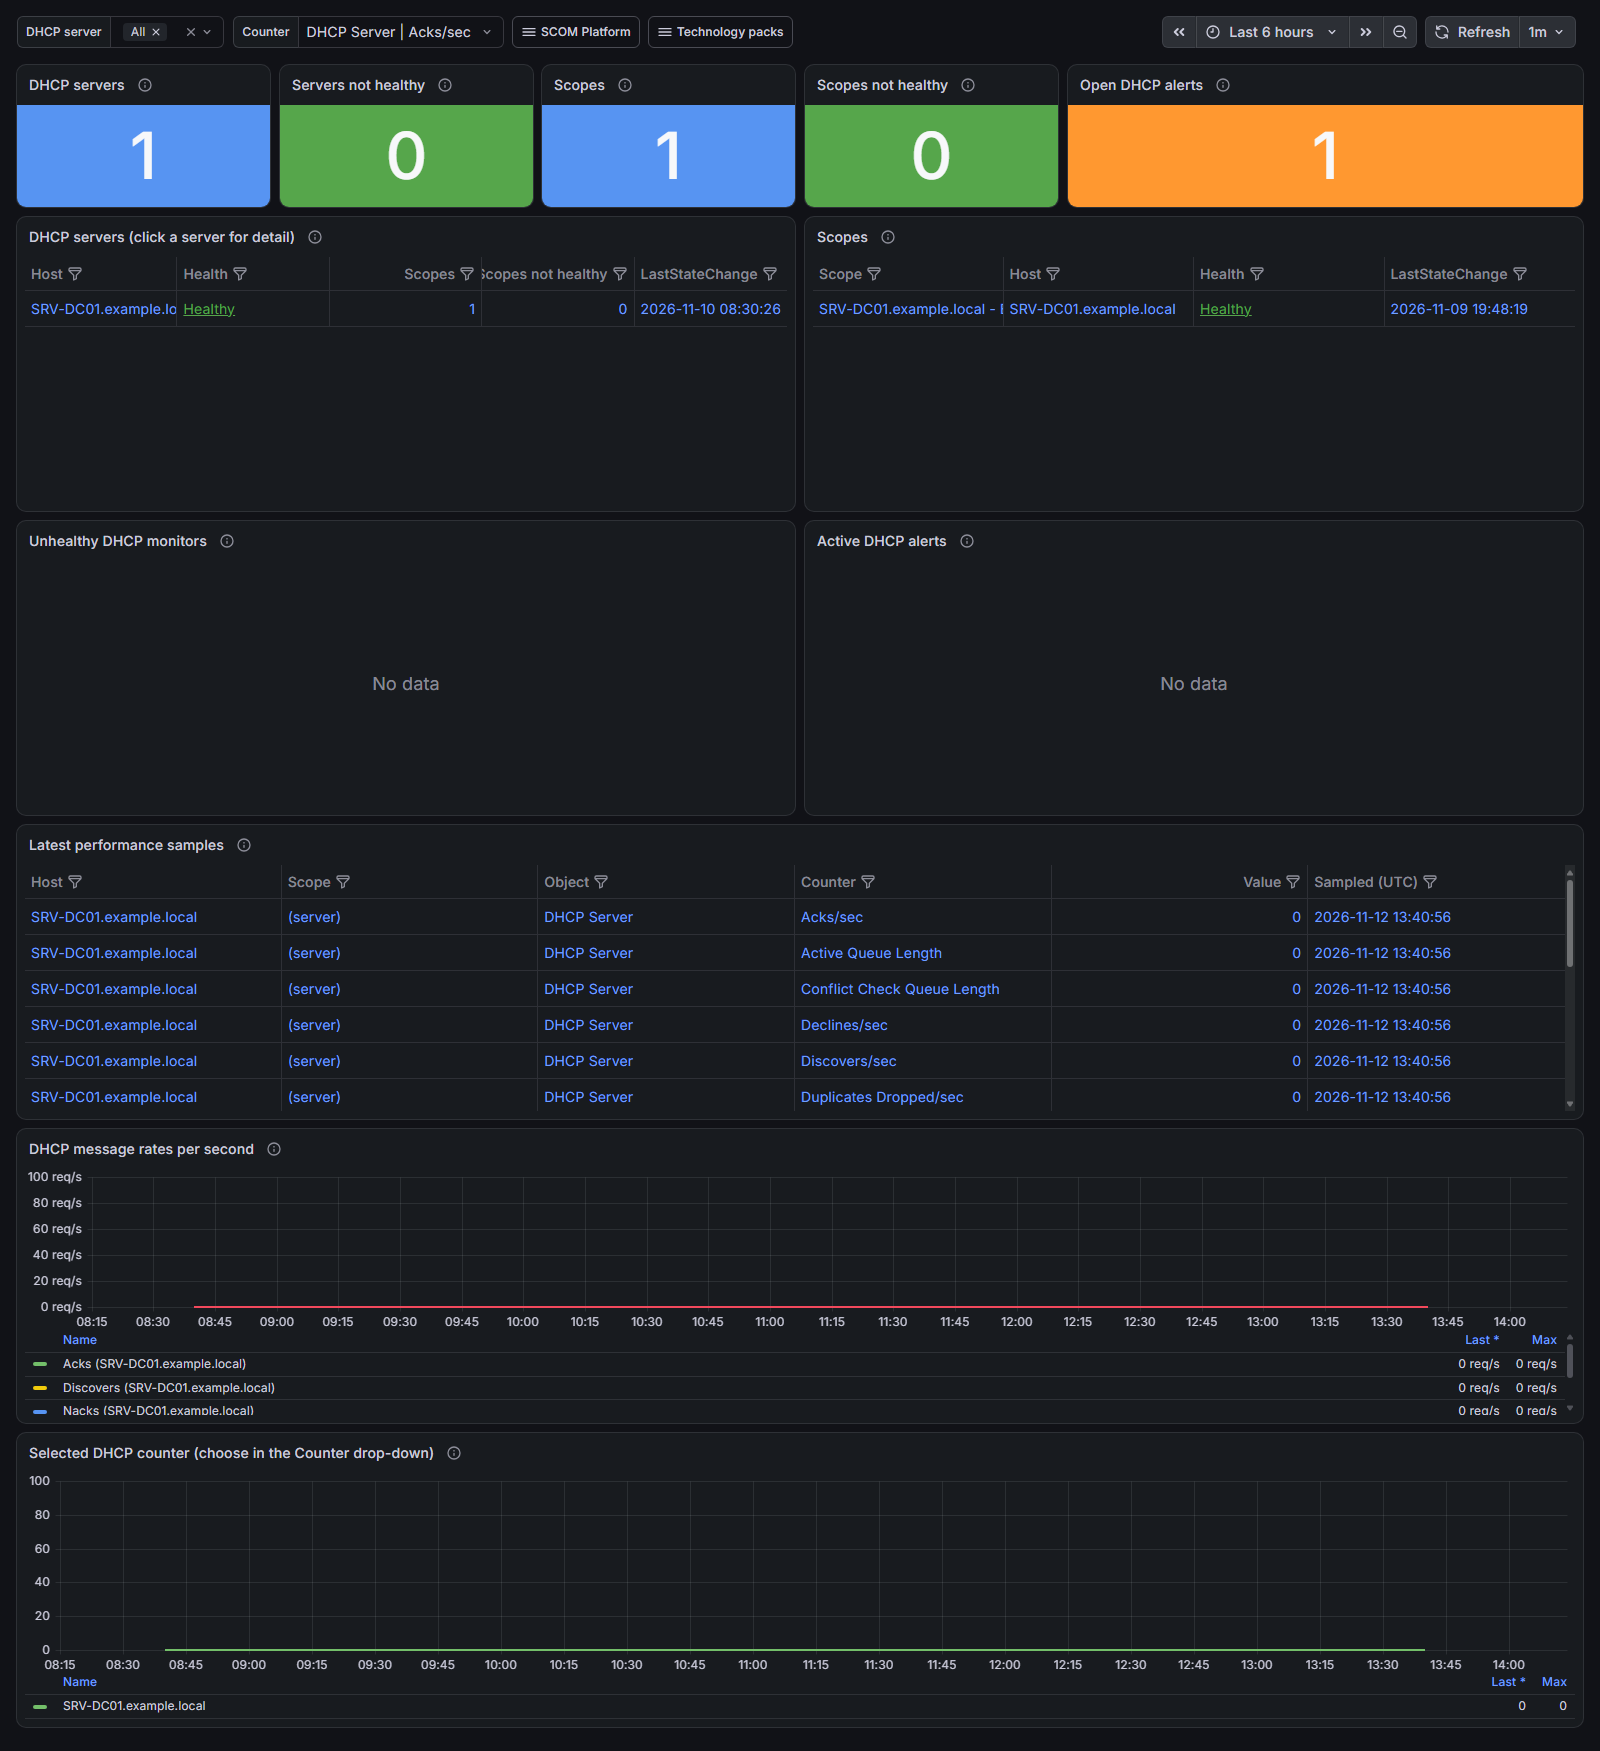 DHCP server All Counter DHCP Server | Acks/sec SCOM Platform Technology packs Last 6 hours Refresh 1m
DHCP servers Servers not healthy Scopes Scopes not healthy Open DHCP alerts
1 0 1 0 1
DHCP servers (click a server for detail)
Host Health Scopes Scopes not healthy LastStateChange
SRV-DC01.example.lo Healthy 1 0 2026-11-10 08:30:26
Scopes
Scope Host Health LastStateChange
SRV-DC01.example.local - SRV-DC01.example.local Healthy 2026-11-09 19:48:19
Unhealthy DHCP monitors
No data
Active DHCP alerts
No data
Latest performance samples
Host Scope Object Counter Value Sampled (UTC)
SRV-DC01.example.local (server) DHCP Server Acks/sec 0 2026-11-12 13:40:56
SRV-DC01.example.local (server) DHCP Server Active Queue Length 0 2026-11-12 13:40:56
SRV-DC01.example.local (server) DHCP Server Conflict Check Queue Length 0 2026-11-12 13:40:56
SRV-DC01.example.local (server) DHCP Server Declines/sec 0 2026-11-12 13:40:56
SRV-DC01.example.local (server) DHCP Server Discovers/sec 0 2026-11-12 13:40:56
SRV-DC01.example.local (server) DHCP Server Duplicates Dropped/sec 0 2026-11-12 13:40:56
DHCP message rates per second
100 req/s
80 req/s
60 req/s
40 req/s
20 req/s
0 req/s
08:15 08:30 08:45 09:00 09:15 09:30 09:45 10:00 10:15 10:30 10:45 11:00 11:15 11:30 11:45 12:00 12:15 12:30 12:45 13:00 13:15 13:30 13:45 14:00
Name Last * Max
Acks (SRV-DC01.example.local) 0 req/s 0 req/s
Discovers (SRV-DC01.example.local) 0 req/s 0 req/s
Nacks (SRV-DC01.example.local) 0 req/s 0 req/s
Selected DHCP counter (choose in the Counter drop-down)
100
80
60
40
20
0
08:15 08:30 08:45 09:00 09:15 09:30 09:45 10:00 10:15 10:30 10:45 11:00 11:15 11:30 11:45 12:00 12:15 12:30 12:45 13:00 13:15 13:30 13:45 14:00
Name Last * Max
SRV-DC01.example.local 0 0